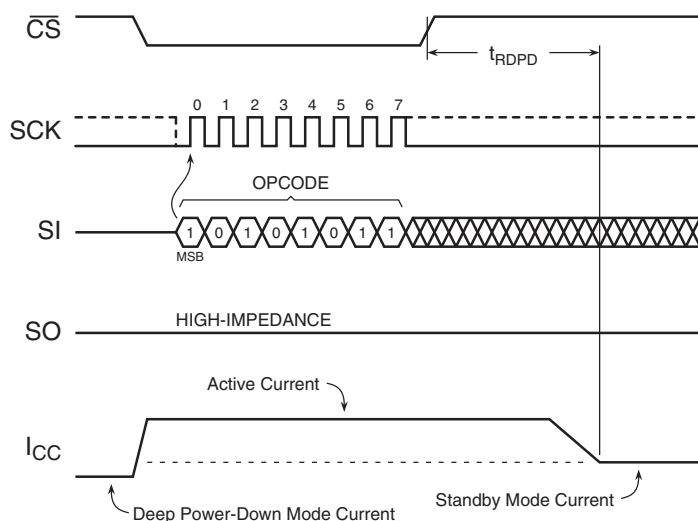 CS
tRDPD
SCK
0 1 2 3 4 5 6 7
OPCODE
SI
1 0 1 0 1 0 1 1
MSB
SO
HIGH-IMPEDANCE
Active Current
ICC
Deep Power-Down Mode Current
Standby Mode Current